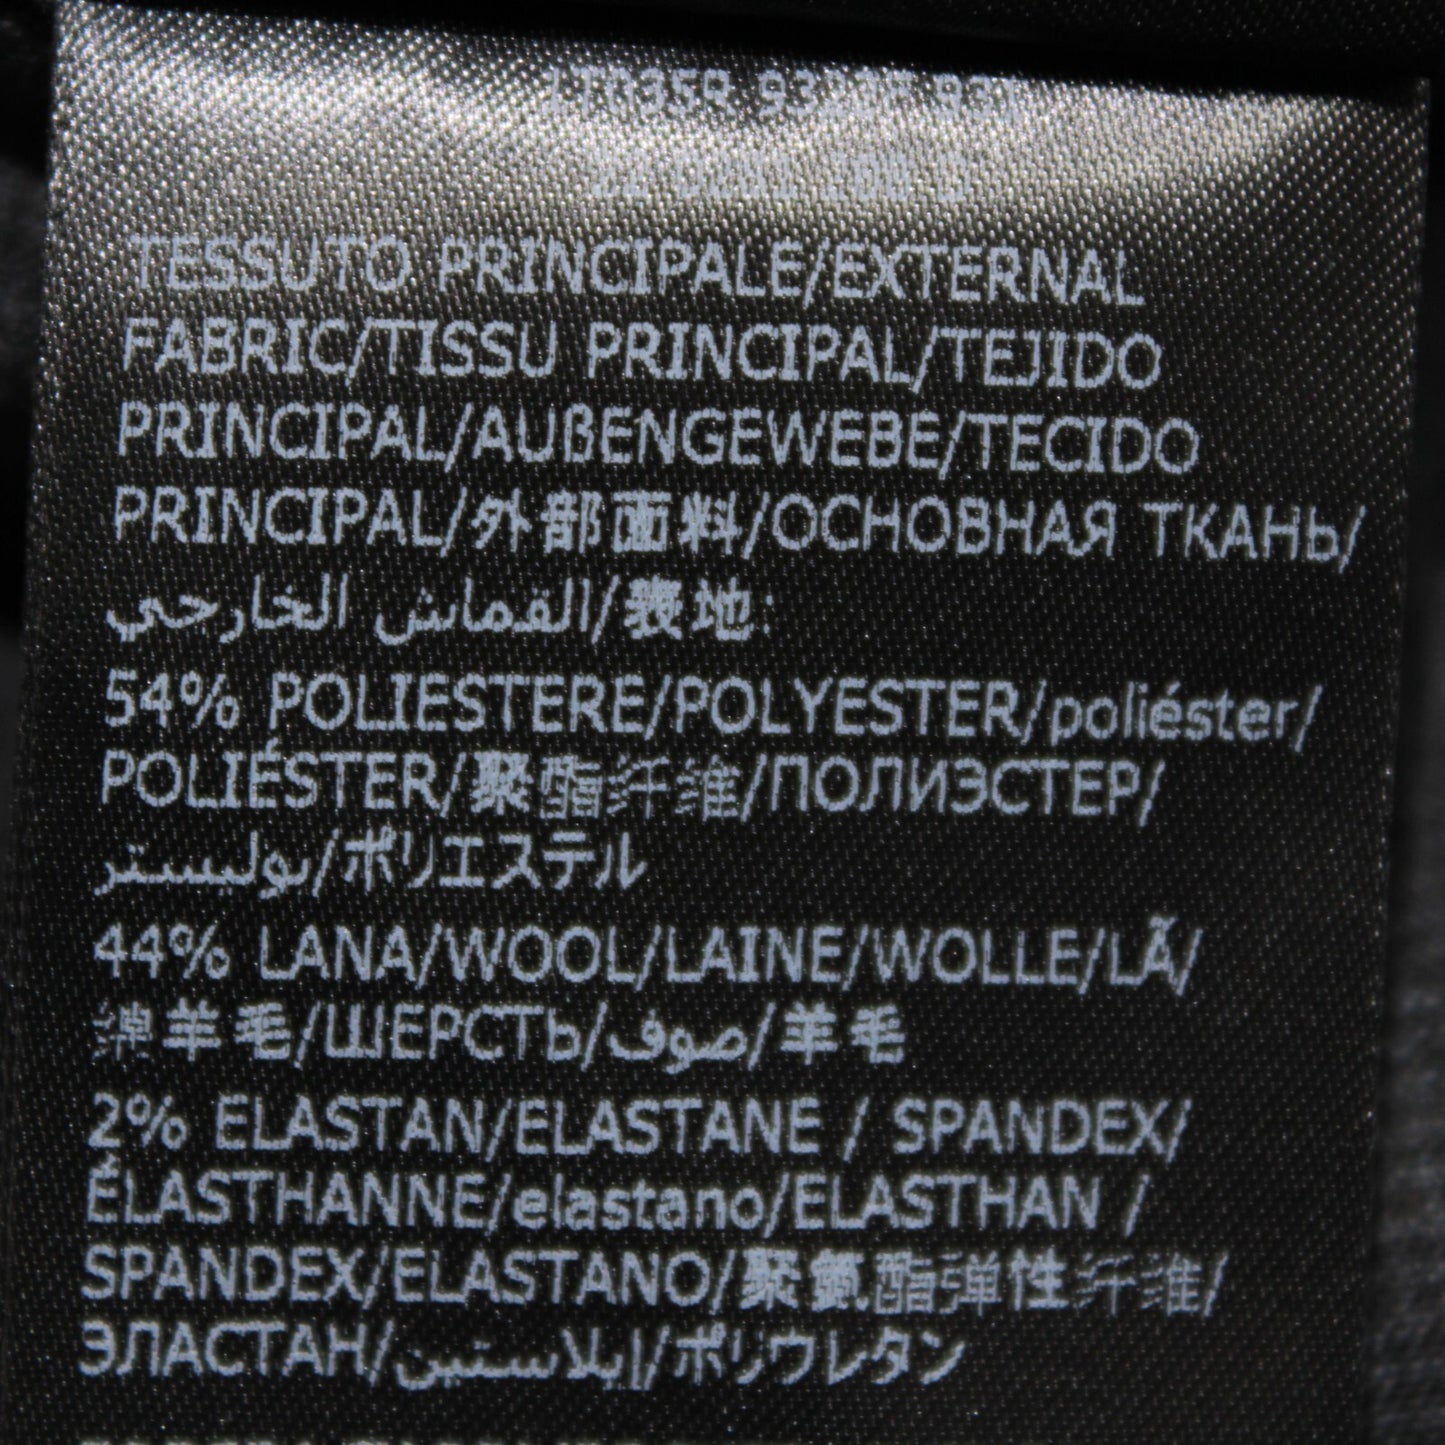 TESSUTO PRINCIPALE/EXTERNAL
FABRIC/TISSU PRINCIPAL/TEJIDO
PRINCIPAL/AUßENGEWEBE/TECIDO
PRINCIPAL/外部面料/ОСНОВНАЯ ТКАНЬ/
القماش الخارجي/表地:
54% POLIESTERE/POLYESTER/poliéster/
POLIÉSTER/聚酯纤维/ПОЛИЭСТЕР/
بوليستر/ポリエステル
44% LANA/WOOL/LAINE/WOLLE/LÃ/
绵羊毛/ШЕРСТЬ/صوف/羊毛
2% ELASTAN/ELASTANE / SPANDEX/
ÉLASTHANNE/elastano/ELASTHAN /
SPANDEX/ELASTANO/聚氨酯弹性纤维/
ЭЛАСТАН/إيلاستين/ポリウレタン